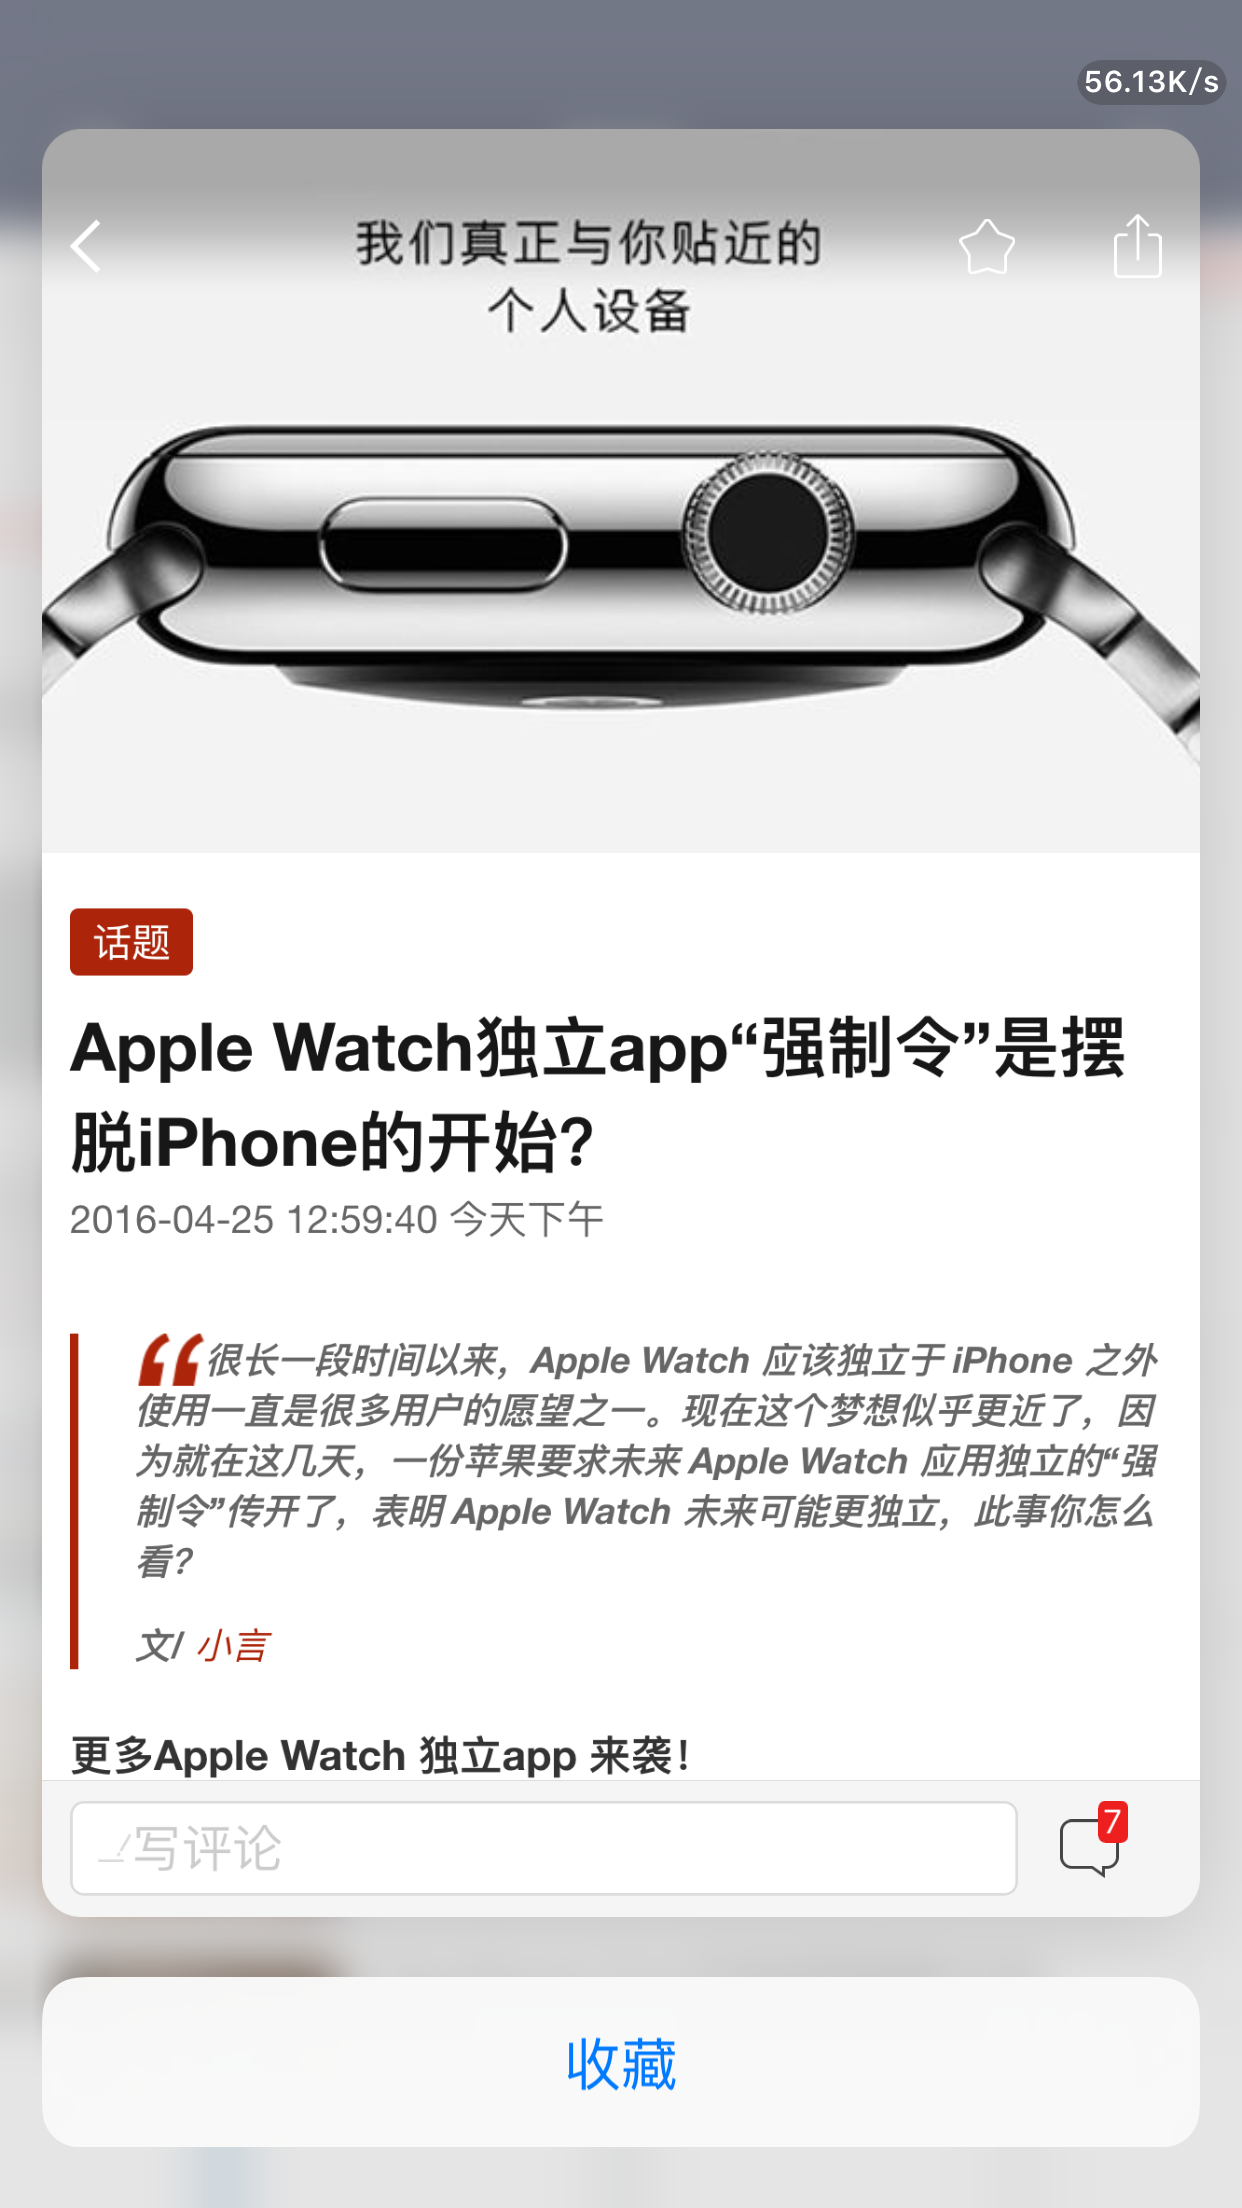 56.13K/s
我们真正与你贴近的
个人设备
话题
Apple Watch独立app“强制令”是摆
脱iPhone的开始？
2016-04-25 12:59:40 今天下午
“很长一段时间以来，Apple Watch 应该独立于 iPhone 之外
使用一直是很多用户的愿望之一。现在这个梦想似乎更近了，因
为就在这几天，一份苹果要求未来 Apple Watch 应用独立的“强
制令”传开了，表明 Apple Watch 未来可能更独立，此事你怎么
看？
文/ 小言
更多Apple Watch 独立app 来袭！
写评论
7
收藏